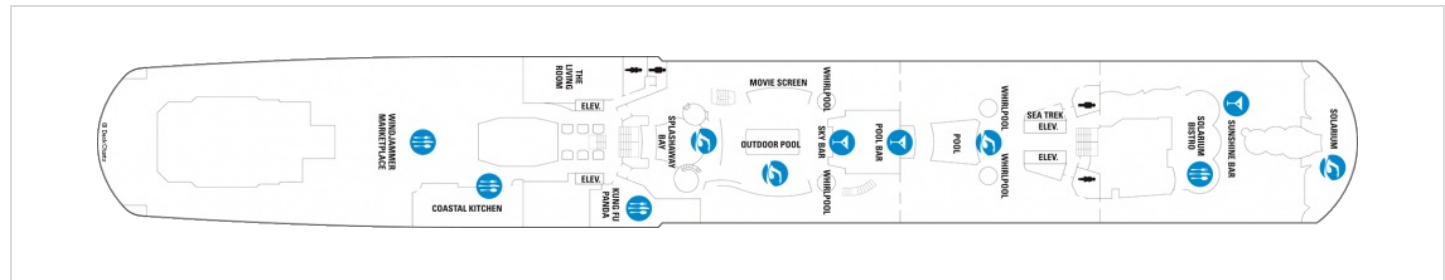 © DeckChartz
WINDJAMMER
MARKETPLACE
COASTAL KITCHEN
THE
LIVING
ROOM
ELEV.
ELEV.
KUNG FU
PANDA
SPLASHAWAY
BAY
MOVIE SCREEN
OUTDOOR POOL
WHIRLPOOL
SKY BAR
WHIRLPOOL
POOL BAR
POOL
WHIRLPOOL
WHIRLPOOL
SEA TREK
ELEV.
ELEV.
SOLARIUM
BISTRO
SUNSHINE BAR
SOLARIUM